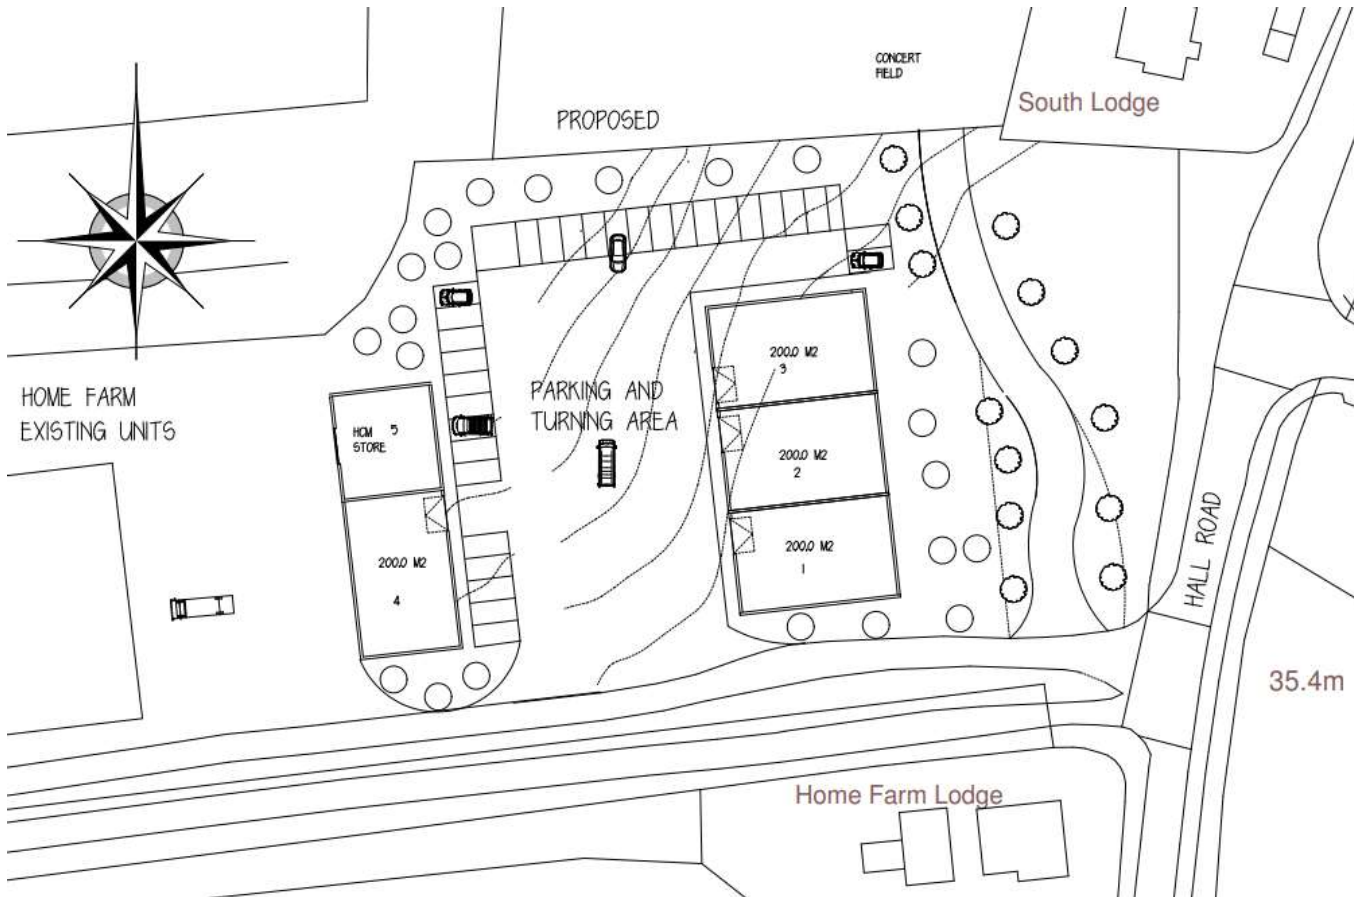 CONCERT
FIELD
South Lodge
PROPOSED
HOME FARM
EXISTING UNITS
PARKING AND
TURNING AREA
200.0 M2
3
200.0 M2
2
200.0 M2
1
HCM 5
STORE
200.0 M2
4
HALL ROAD
35.4m
Home Farm Lodge